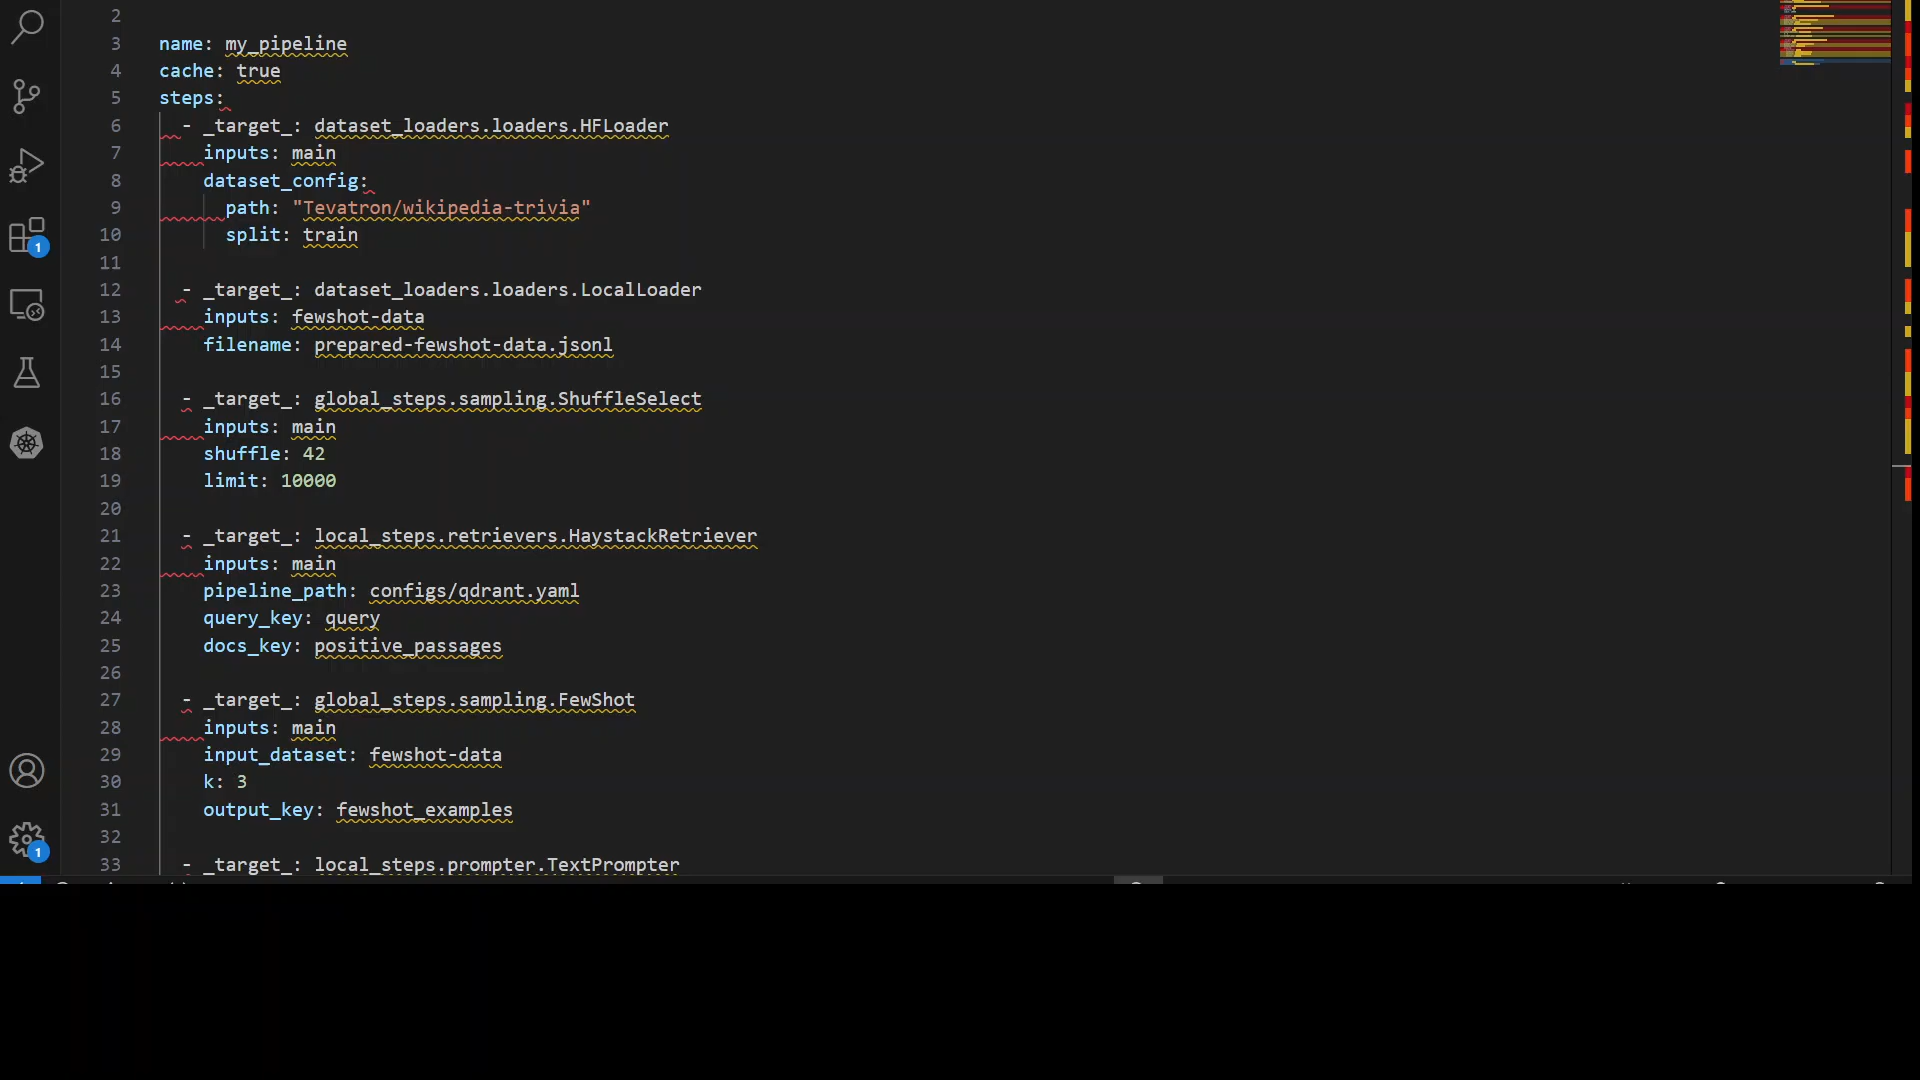 2
3 name: my_pipeline
4 cache: true
5 steps:
6 - _target_: dataset_loaders.loaders.HFLoader
7 inputs: main
8 dataset_config:
9 path: "Tevatron/wikipedia-trivia"
10 split: train
11
12 - _target_: dataset_loaders.loaders.LocalLoader
13 inputs: fewshot-data
14 filename: prepared-fewshot-data.jsonl
15
16 - _target_: global_steps.sampling.ShuffleSelect
17 inputs: main
18 shuffle: 42
19 limit: 10000
20
21 - _target_: local_steps.retrievers.HaystackRetriever
22 inputs: main
23 pipeline_path: configs/qdrant.yaml
24 query_key: query
25 docs_key: positive_passages
26
27 - _target_: global_steps.sampling.FewShot
28 inputs: main
29 input_dataset: fewshot-data
30 k: 3
31 output_key: fewshot_examples
32
33 - _target_: local_steps.prompter.TextPrompter
1
1